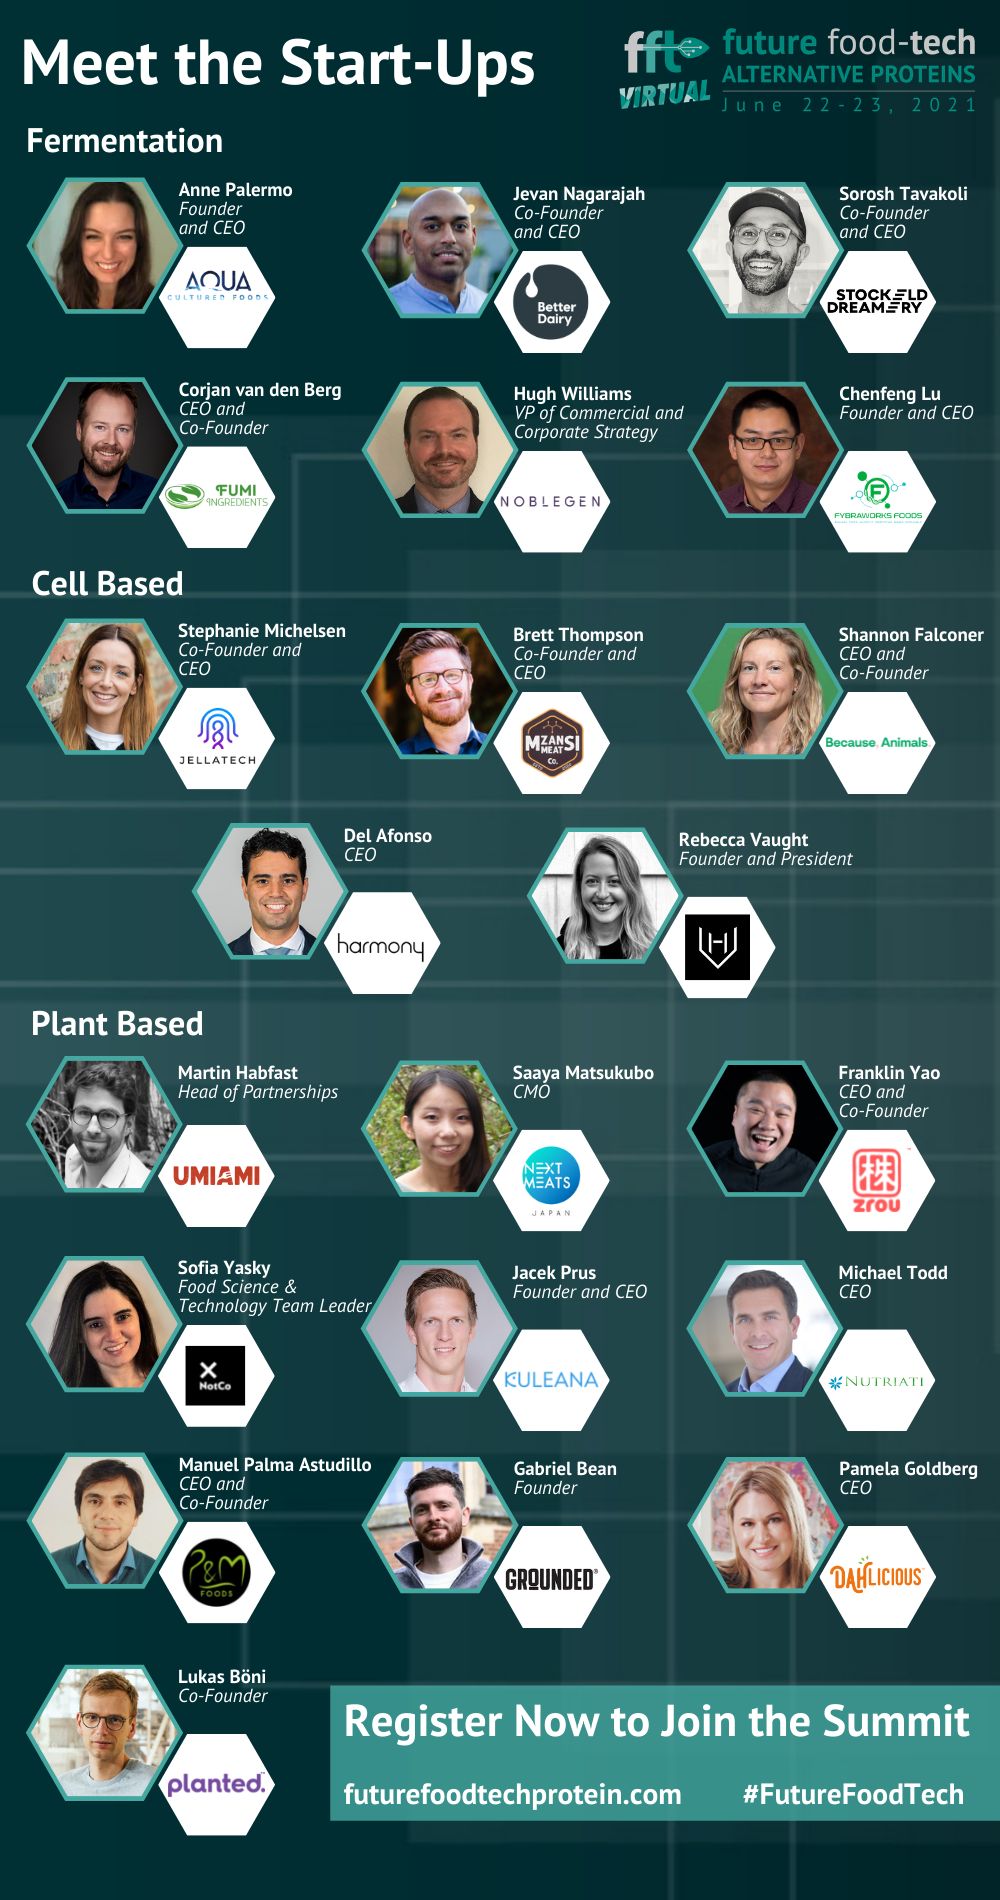 Meet the Start-Ups
fft
VIRTUAL
future food-tech
ALTERNATIVE PROTEINS
June 22-23, 2021
Fermentation
Anne Palermo
Founder
and CEO
AQUA
CULTURED FOODS
Jevan Nagarajah
Co-Founder
and CEO
Better
Dairy
Sorosh Tavakoli
Co-Founder
and CEO
STOCKELD
DREAMERY
Corjan van den Berg
CEO and
Co-Founder
FUMI
INGREDIENTS
Hugh Williams
VP of Commercial and
Corporate Strategy
NOBLEGEN
Chenfeng Lu
Founder and CEO
F
FYBRAWORKS FOODS
Cell Based
Stephanie Michelsen
Co-Founder and
CEO
JELLATECH
Brett Thompson
Co-Founder and
CEO
MZANSI
MEAT
Co.
Shannon Falconer
CEO and
Co-Founder
Because, Animals
Del Afonso
CEO
harmony
Rebecca Vaught
Founder and President
Plant Based
Martin Habfast
Head of Partnerships
UMIAMI
Saaya Matsukubo
CMO
NEXT
MEATS
JAPAN
Franklin Yao
CEO and
Co-Founder
zrou
Sofia Yasky
Food Science &
Technology Team Leader
NotCo
Jacek Prus
Founder and CEO
KULEANA
Michael Todd
CEO
NUTRIATI
Manuel Palma Astudillo
CEO and
Co-Founder
P&M
FOODS
Gabriel Bean
Founder
GROUNDED®
Pamela Goldberg
CEO
DAHLICIOUS
Lukas Böni
Co-Founder
planted.™
Register Now to Join the Summit
futurefoodtechprotein.com #FutureFoodTech